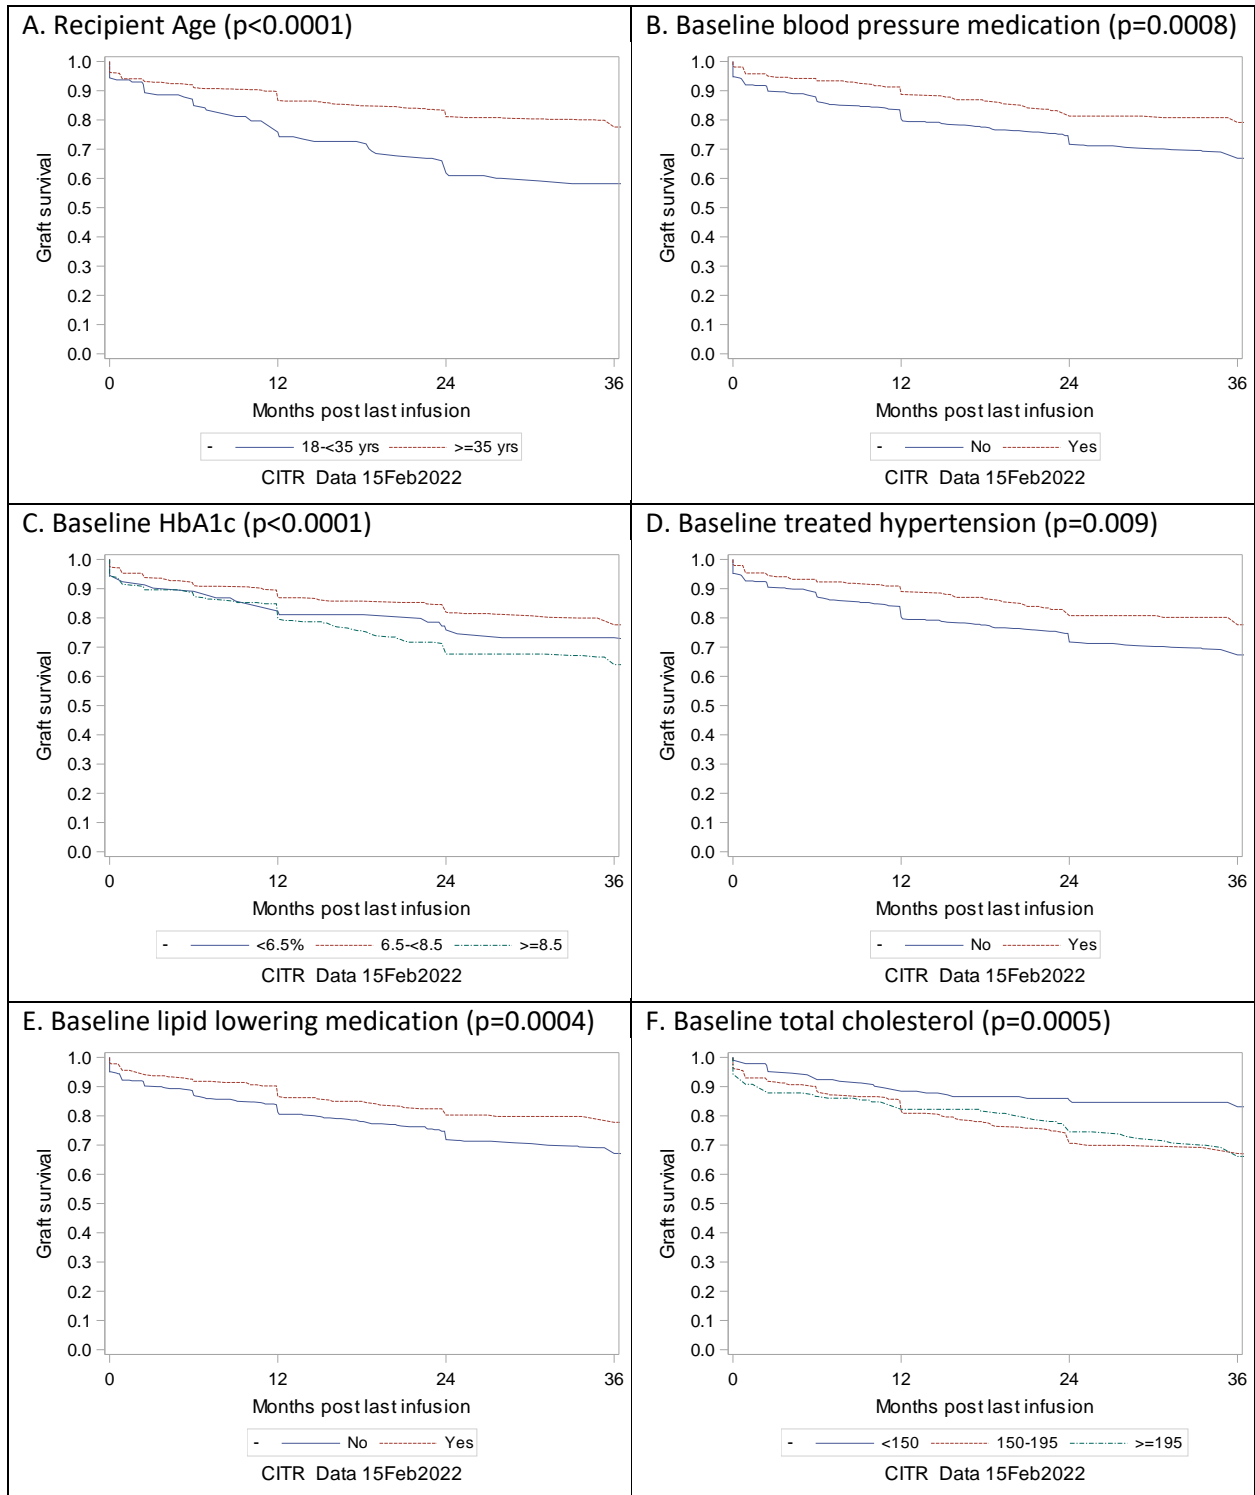 A. Recipient Age (p<0.0001)
1.0
0.9
0.8
0.7
0.6
0.5
0.4
0.3
0.2
0.1
0.0
Graft survival
0 12 24 36
Months post last infusion
- 18-<35 yrs >=35 yrs
CITR Data 15Feb2022
B. Baseline blood pressure medication (p=0.0008)
1.0
0.9
0.8
0.7
0.6
0.5
0.4
0.3
0.2
0.1
0.0
Graft survival
0 12 24 36
Months post last infusion
- No Yes
CITR Data 15Feb2022
C. Baseline HbA1c (p<0.0001)
1.0
0.9
0.8
0.7
0.6
0.5
0.4
0.3
0.2
0.1
0.0
Graft survival
0 12 24 36
Months post last infusion
- <6.5% 6.5-<8.5 >=8.5
CITR Data 15Feb2022
D. Baseline treated hypertension (p=0.009)
1.0
0.9
0.8
0.7
0.6
0.5
0.4
0.3
0.2
0.1
0.0
Graft survival
0 12 24 36
Months post last infusion
- No Yes
CITR Data 15Feb2022
E. Baseline lipid lowering medication (p=0.0004)
1.0
0.9
0.8
0.7
0.6
0.5
0.4
0.3
0.2
0.1
0.0
Graft survival
0 12 24 36
Months post last infusion
- No Yes
CITR Data 15Feb2022
F. Baseline total cholesterol (p=0.0005)
1.0
0.9
0.8
0.7
0.6
0.5
0.4
0.3
0.2
0.1
0.0
Graft survival
0 12 24 36
Months post last infusion
- <150 150-195 >=195
CITR Data 15Feb2022